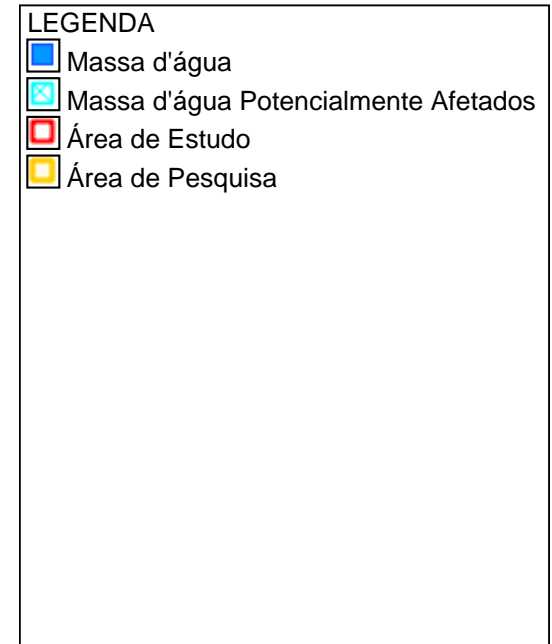 LEGENDA
Massa d'água
Massa d'água Potencialmente Afetados
Área de Estudo
Área de Pesquisa